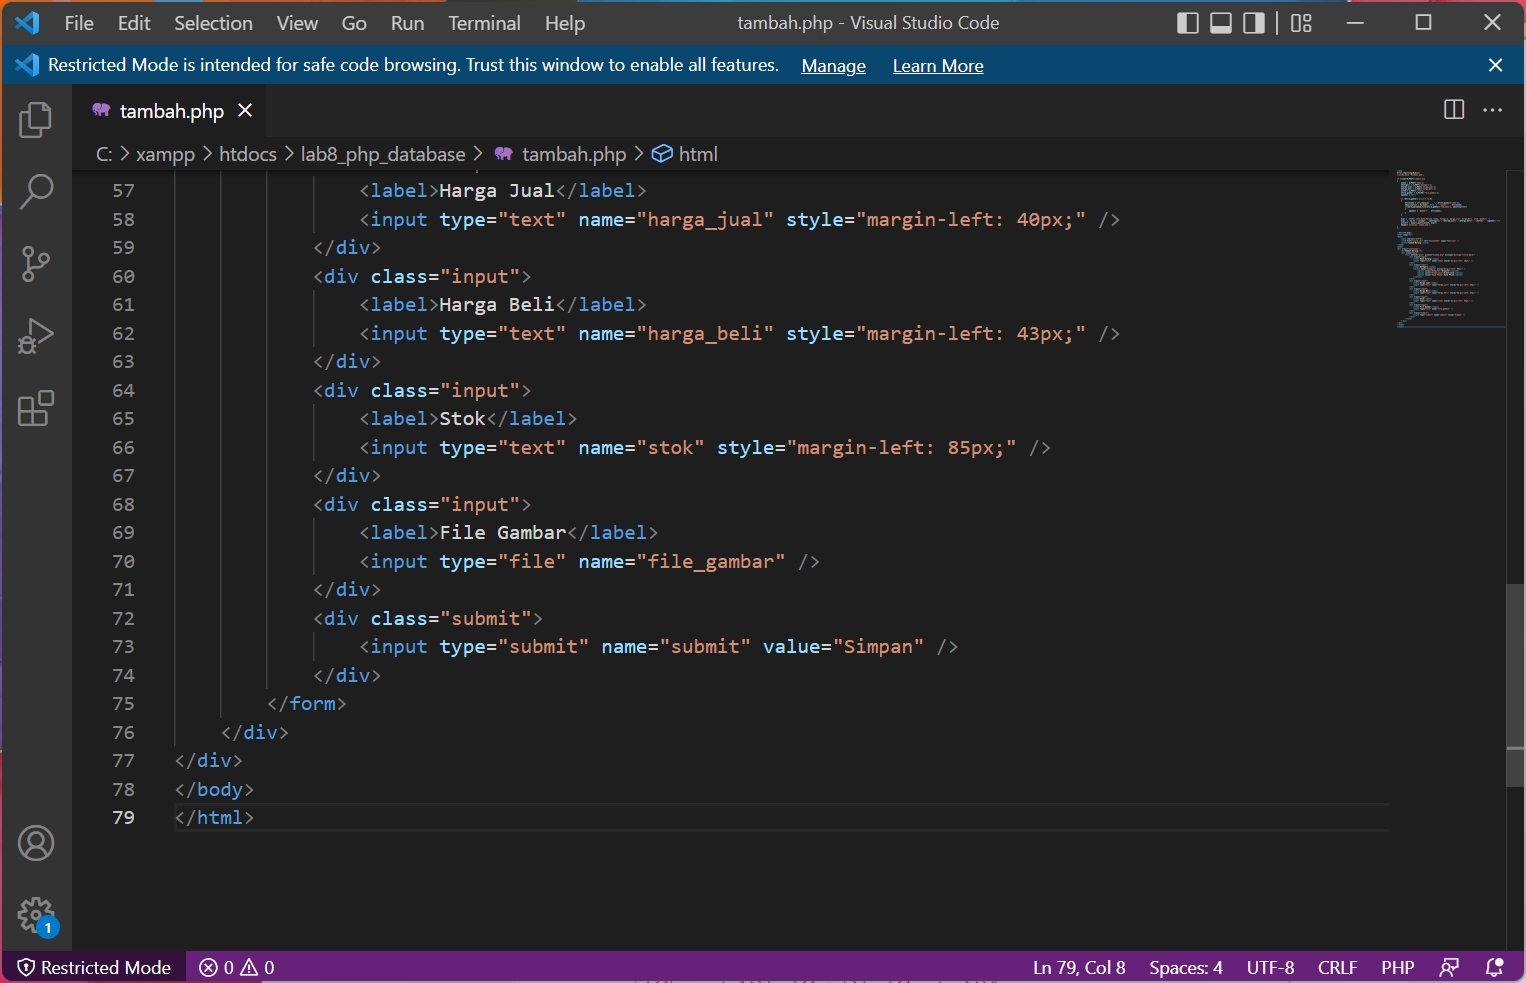 File Edit Selection View Go Run Terminal Help tambah.php - Visual Studio Code
Restricted Mode is intended for safe code browsing. Trust this window to enable all features. Manage Learn More
tambah.php
C: > xampp > htdocs > lab8_php_database > tambah.php > html
57 <label>Harga Jual</label>
58 <input type="text" name="harga_jual" style="margin-left: 40px;" />
59 </div>
60 <div class="input">
61 <label>Harga Beli</label>
62 <input type="text" name="harga_beli" style="margin-left: 43px;" />
63 </div>
64 <div class="input">
65 <label>Stok</label>
66 <input type="text" name="stok" style="margin-left: 85px;" />
67 </div>
68 <div class="input">
69 <label>File Gambar</label>
70 <input type="file" name="file_gambar" />
71 </div>
72 <div class="submit">
73 <input type="submit" name="submit" value="Simpan" />
74 </div>
75 </form>
76 </div>
77 </div>
78 </body>
79 </html>
1
Restricted Mode 0 0 Ln 79, Col 8 Spaces: 4 UTF-8 CRLF PHP